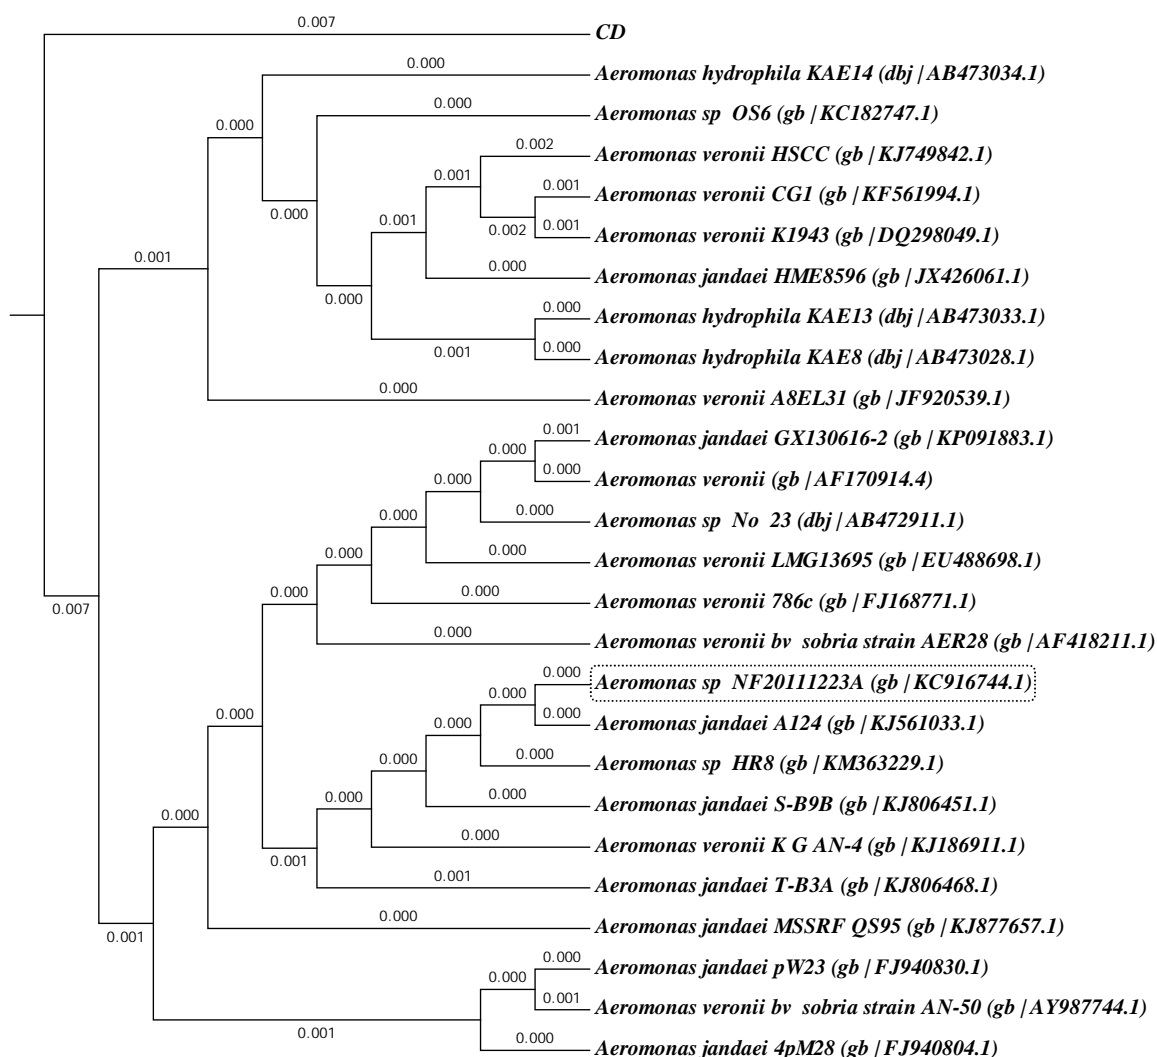 0.007
CD
0.000
Aeromonas hydrophila KAE14 (dbj | AB473034.1)
0.000
0.000
Aeromonas sp OS6 (gb | KC182747.1)
0.002
Aeromonas veronii HSCC (gb | KJ749842.1)
0.001
0.001
Aeromonas veronii CG1 (gb | KF561994.1)
0.000
0.001
0.002
0.001
Aeromonas veronii K1943 (gb | DQ298049.1)
0.001
0.000
Aeromonas jandaei HME8596 (gb | JX426061.1)
0.000
0.000
Aeromonas hydrophila KAE13 (dbj | AB473033.1)
0.001
0.000
Aeromonas hydrophila KAE8 (dbj | AB473028.1)
0.000
Aeromonas veronii A8EL31 (gb | JF920539.1)
0.001
Aeromonas jandaei GX130616-2 (gb | KP091883.1)
0.000
0.000
Aeromonas veronii (gb | AF170914.4)
0.000
0.000
Aeromonas sp No 23 (dbj | AB472911.1)
0.000
0.000
Aeromonas veronii LMG13695 (gb | EU488698.1)
0.000
0.000
Aeromonas veronii 786c (gb | FJ168771.1)
0.000
0.007
0.000
Aeromonas veronii bv sobria strain AER28 (gb | AF418211.1)
0.000
Aeromonas sp NF20111223A (gb | KC916744.1)
0.000
0.000
0.000
Aeromonas jandaei A124 (gb | KJ561033.1)
0.000
0.000
Aeromonas sp HR8 (gb | KM363229.1)
0.000
0.000
Aeromonas jandaei S-B9B (gb | KJ806451.1)
0.000
0.000
0.000
Aeromonas veronii K G AN-4 (gb | KJ186911.1)
0.001
0.001
Aeromonas jandaei T-B3A (gb | KJ806468.1)
0.000
Aeromonas jandaei MSSRF QS95 (gb | KJ877657.1)
0.001
0.000
Aeromonas jandaei pW23 (gb | FJ940830.1)
0.000
0.001
Aeromonas veronii bv sobria strain AN-50 (gb | AY987744.1)
0.001
0.000
Aeromonas jandaei 4pM28 (gb | FJ940804.1)